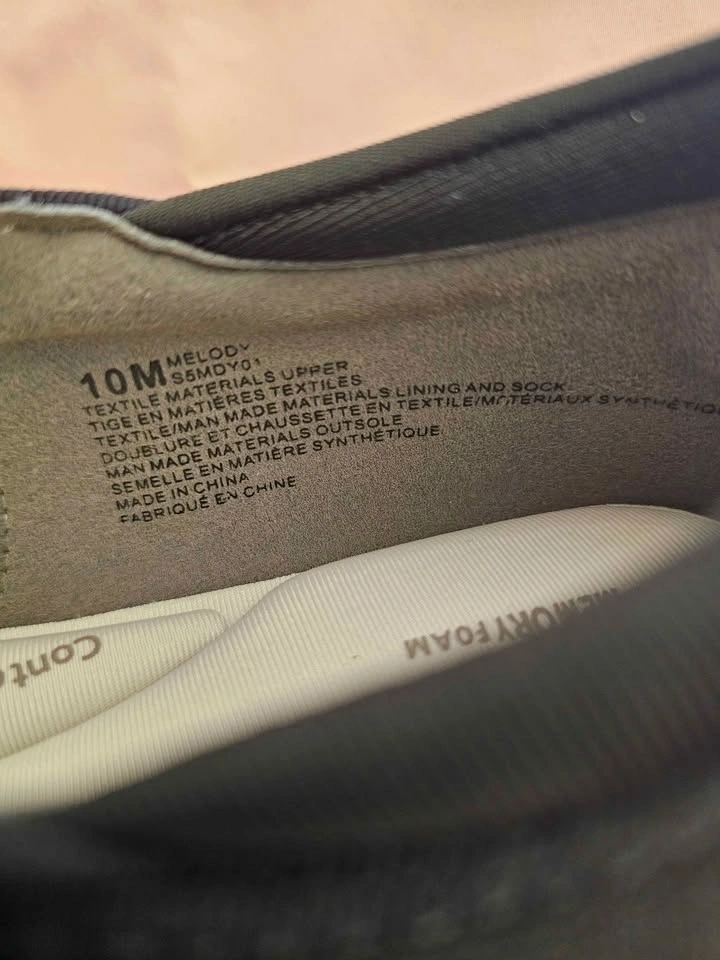 10M MELODY
S5MDY01
TEXTILE MATERIALS UPPER
TIGE EN MATIÈRES TEXTILES
TEXTILE/MAN MADE MATERIALS LINING AND SOCK
DOUBLURE ET CHAUSSETTE EN TEXTILE/MATÉRIAUX SYNTHÉTIQ
MAN MADE MATERIALS OUTSOLE
SEMELLE EN MATIÈRE SYNTHÉTIQUE
MADE IN CHINA
FABRIQUÉ EN CHINE
MEMORY FOAM
Conto